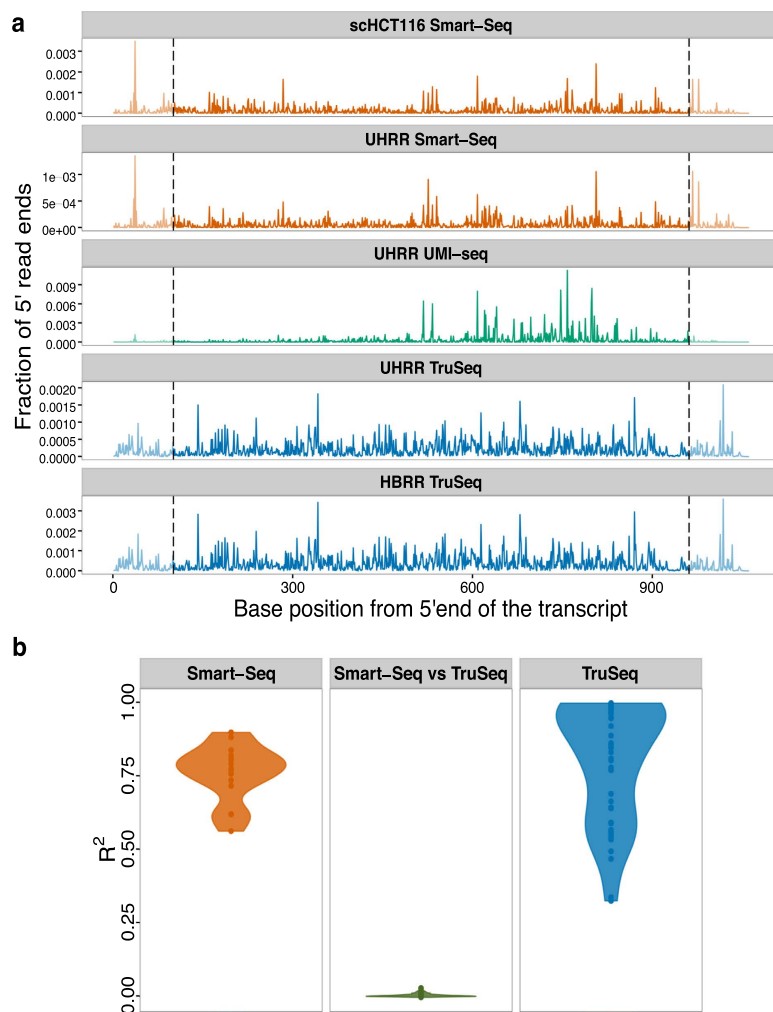 a
scHCT116 Smart−Seq
0.003
0.002
0.001
0.000
UHRR Smart−Seq
1e−03
5e−04
0e+00
UHRR UMI−seq
0.009
0.006
0.003
0.000
UHRR TruSeq
0.0020
0.0015
0.0010
0.0005
0.0000
HBRR TruSeq
0.003
0.002
0.001
0.000
Fraction of 5' read ends
0 300 600 900
Base position from 5'end of the transcript
b
Smart−Seq Smart−Seq vs TruSeq TruSeq
1.00
0.75
0.50
0.25
0.00
R²